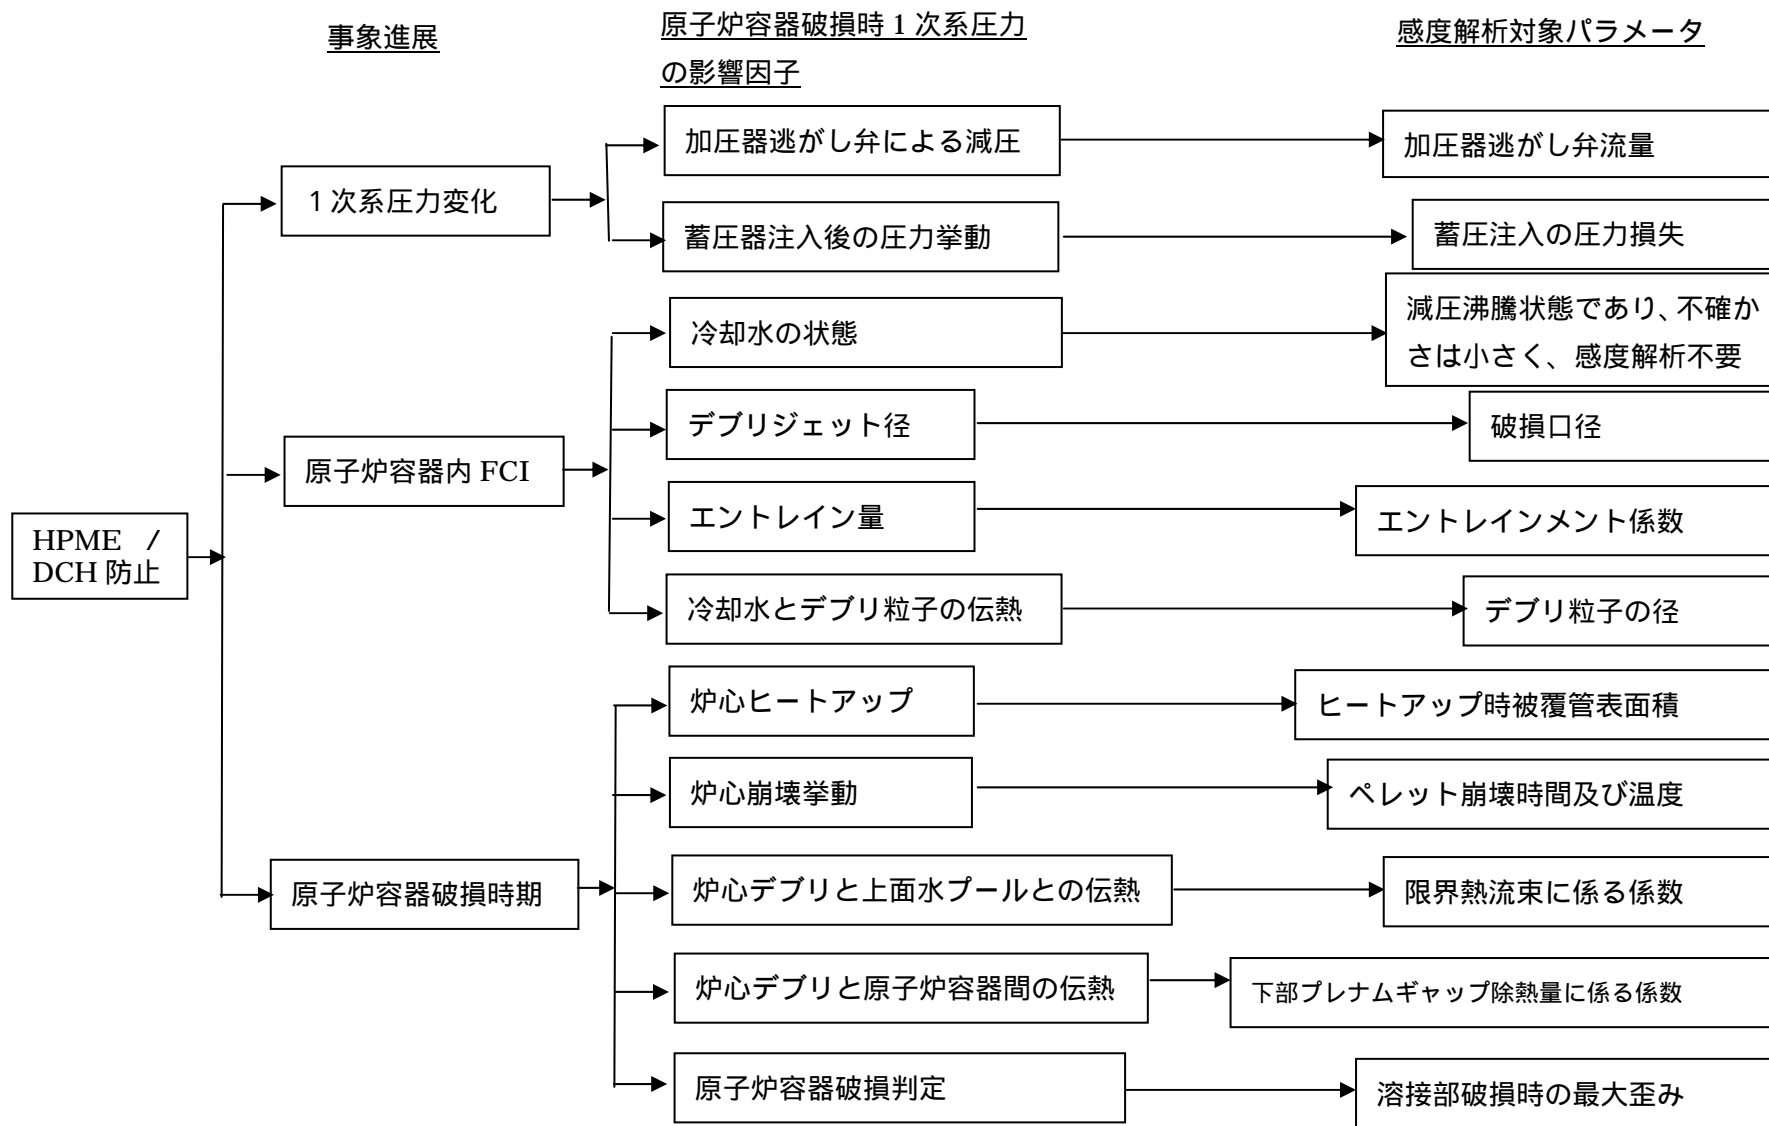 事象進展
原子炉容器破損時 1 次系圧力
の影響因子
感度解析対象パラメータ
HPME /
DCH 防止
1 次系圧力変化
加圧器逃がし弁による減圧
加圧器逃がし弁流量
蓄圧器注入後の圧力挙動
蓄圧注入の圧力損失
原子炉容器内 FCI
冷却水の状態
減圧沸騰状態であり、不確か
さは小さく、感度解析不要
デブリジェット径
破損口径
エントレイン量
エントレインメント係数
冷却水とデブリ粒子の伝熱
デブリ粒子の径
原子炉容器破損時期
炉心ヒートアップ
ヒートアップ時被覆管表面積
炉心崩壊挙動
ペレット崩壊時間及び温度
炉心デブリと上面水プールとの伝熱
限界熱流束に係る係数
炉心デブリと原子炉容器間の伝熱
下部プレナムギャップ除熱量に係る係数
原子炉容器破損判定
溶接部破損時の最大歪み